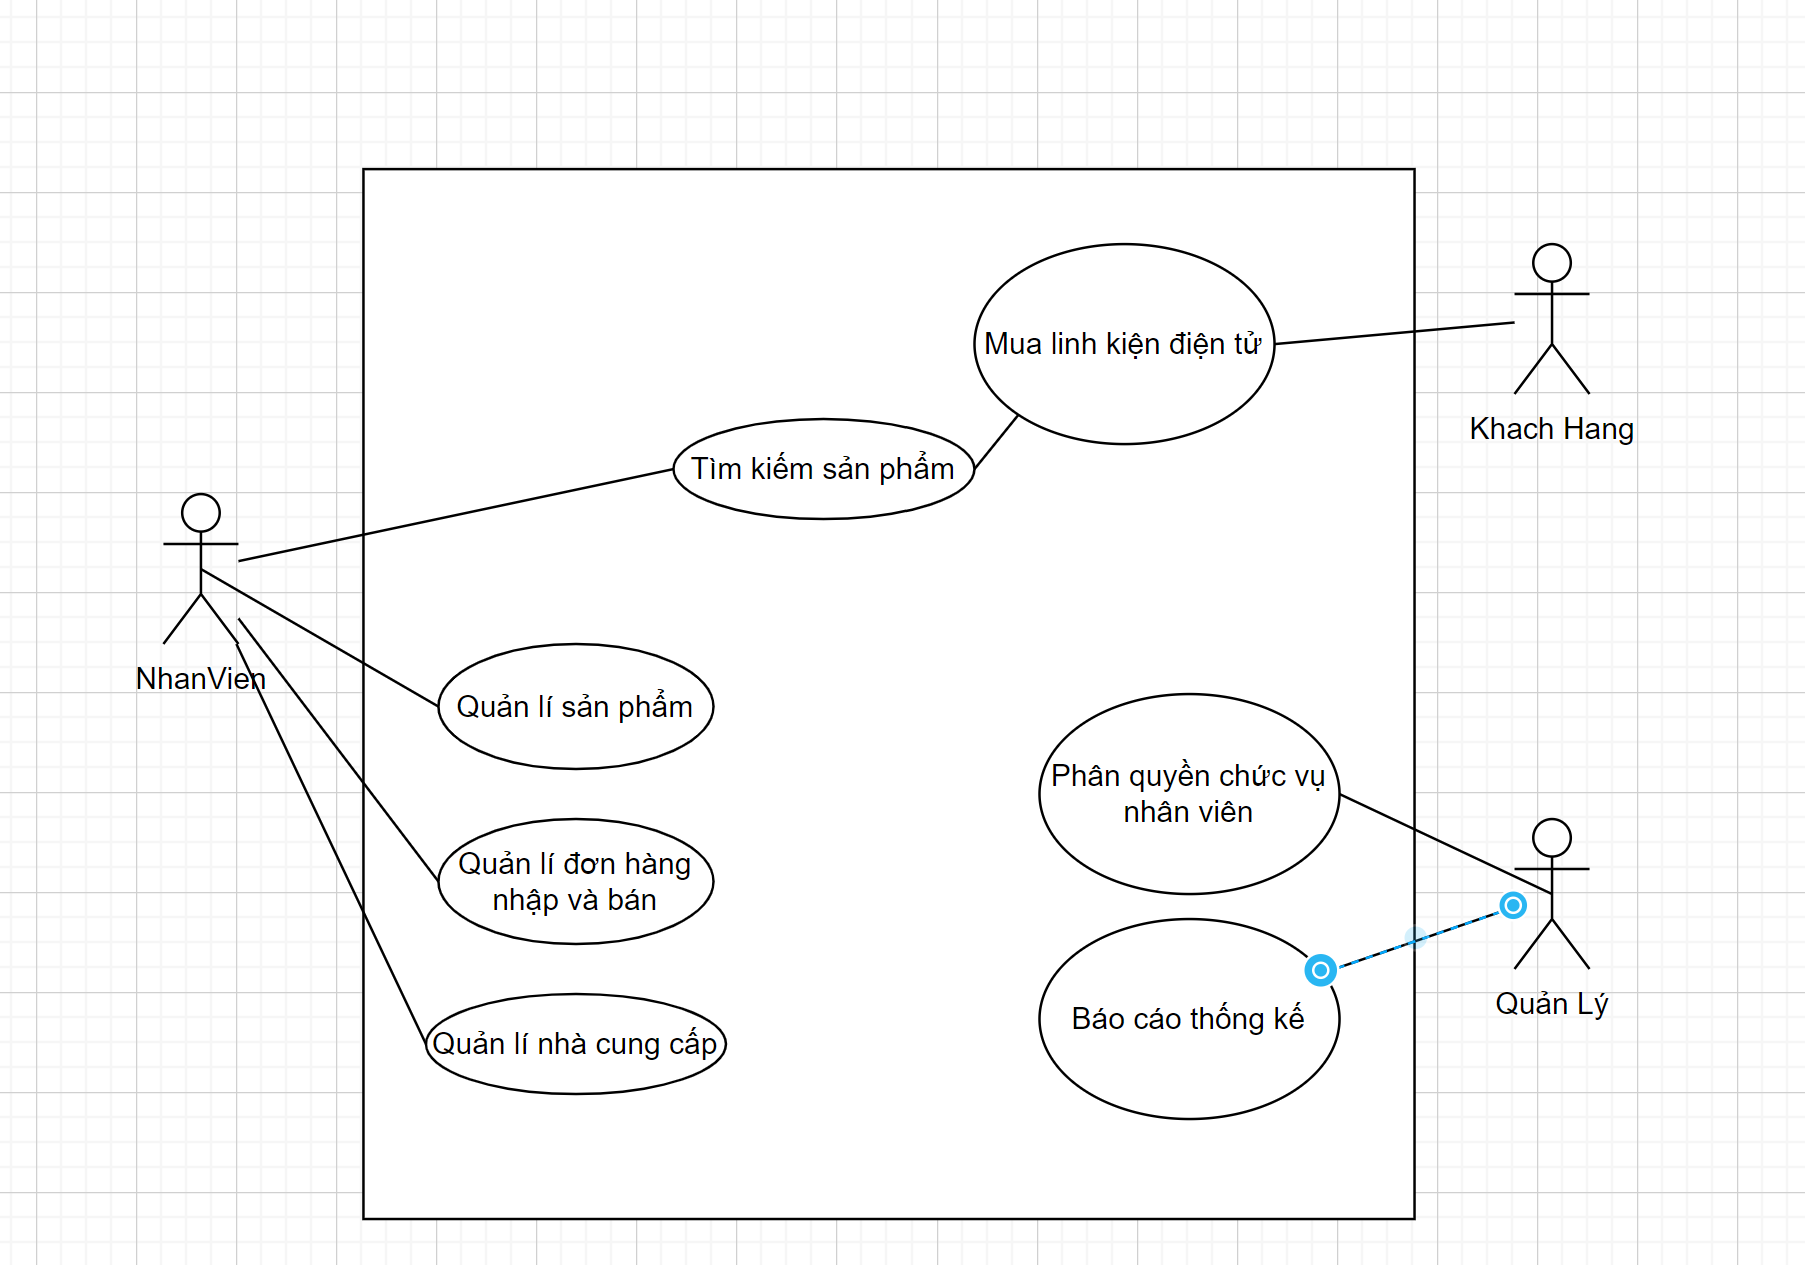 Mua linh kiện điện tử
Khach Hang
Tìm kiếm sản phẩm
NhanVien
Quản lí sản phẩm
Phân quyền chức vụ
nhân viên
Quản lí đơn hàng
nhập và bán
Quản Lý
Báo cáo thống kế
Quản lí nhà cung cấp